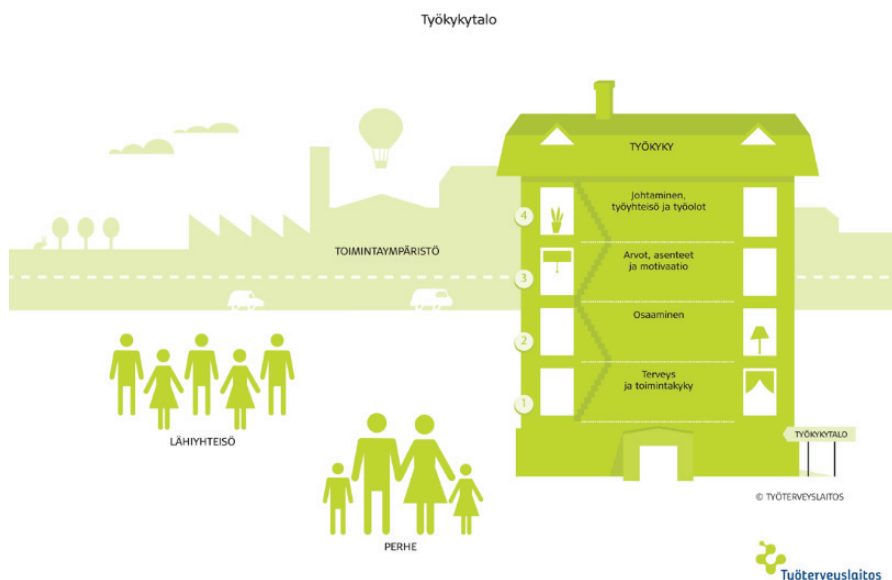 Työkykytalo
TYÖKYKY
4
Johtaminen,
työyhteisö ja työolot
TOIMINTAYMPÄRISTÖ
3
Arvot, asenteet
ja motivaatio
2
Osaaminen
1
Terveys
ja toimintakyky
LÄHIYHTEISÖ
PERHE
TYÖKYKYTALO
© TYÖTERVEYSLAITOS
Työterveyslaitos